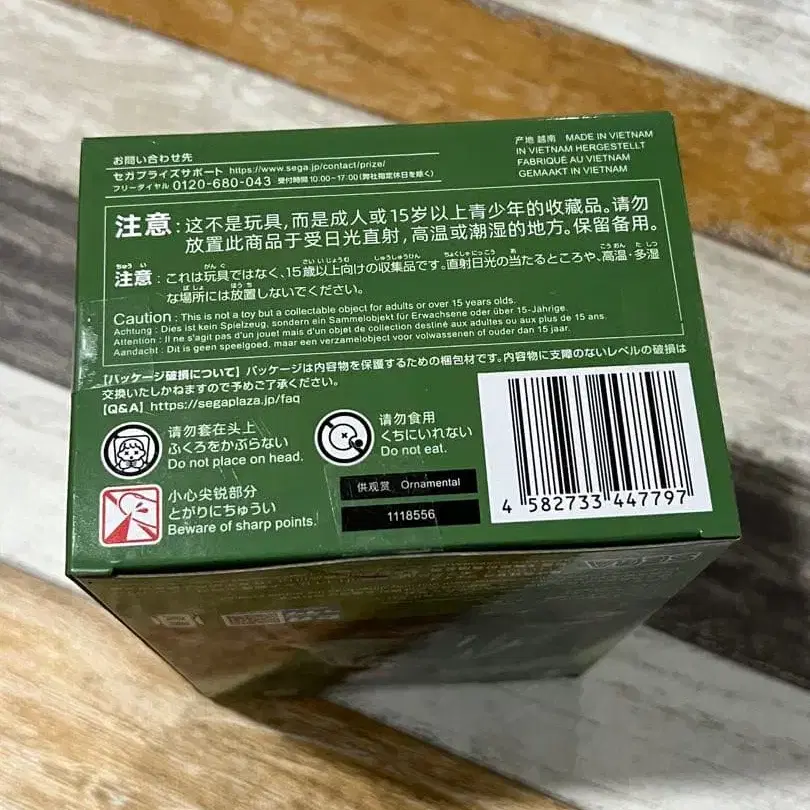 お問い合わせ先
セガプライズサポート https://www.sega.jp/contact/prize/
フリーダイヤル 0120-680-043 受付時間10:00~17:00(弊社指定休日を除く)
产地 越南 MADE IN VIETNAM
IN VIETNAM HERGESTELLT
FABRIQUÉ AU VIETNAM
GEMAAKT IN VIETNAM
注意:这不是玩具,而是成人或15岁以上青少年的收藏品。请勿
放置此商品于受日光直射,高温或潮湿的地方。保留备用。
注意:これは玩具ではなく、15歳以上向けの収集品です。直射日光の当たるところや、高温・多湿
な場所には放置しないでください。
Caution : This is not a toy but a collectable object for adults or over 15 years olds.
Achtung : Dies ist kein Spielzeug, sondern ein Sammelobjekt für Erwachsene oder über 15-Jährige.
Attention : Il ne s'agit pas d'un jouet mais d'un objet de collection destiné aux adultes ou aux plus de 15 ans.
Aandacht : Dit is geen speelgoed, maar een verzamelobject voor volwassenen of ouder dan 15 jaar.
【パッケージ破損について】パッケージは内容物を保護するための梱包材です。内容物に支障のないレベルの破損は
交換いたしかねますので予めご了承ください。
【Q&A】https://segaplaza.jp/faq
请勿套在头上
ふくろをかぶらない
Do not place on head.
请勿食用
くちにいれない
Do not eat.
小心尖锐部分
とがりにちゅうい
Beware of sharp points.
供观赏 Ornamental
1118556
4 582733 447797